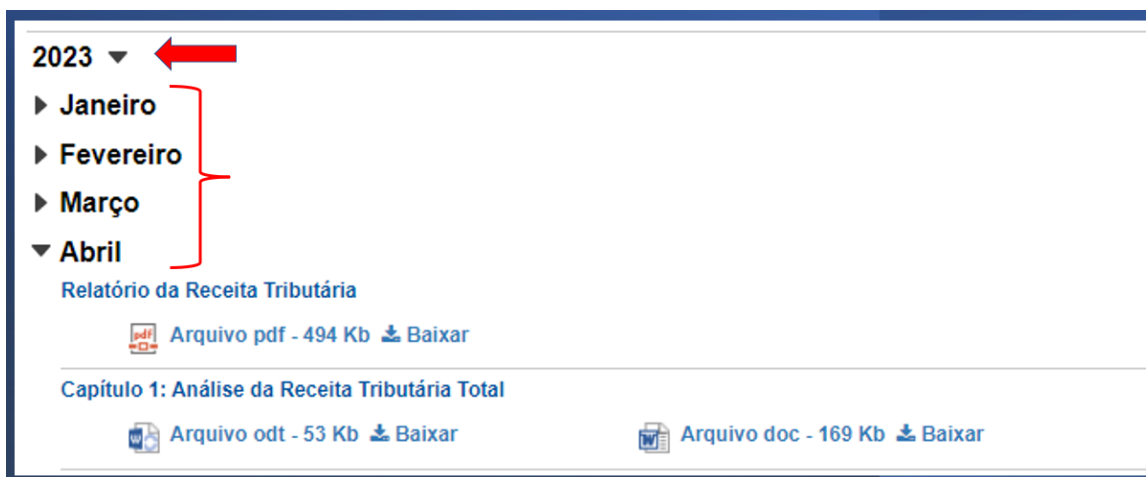 2023
Janeiro
Fevereiro
Março
Abril
Relatório da Receita Tributária
pdf Arquivo pdf - 494 Kb Baixar
Capítulo 1: Análise da Receita Tributária Total
W Arquivo odt - 53 Kb Baixar W Arquivo doc - 169 Kb Baixar